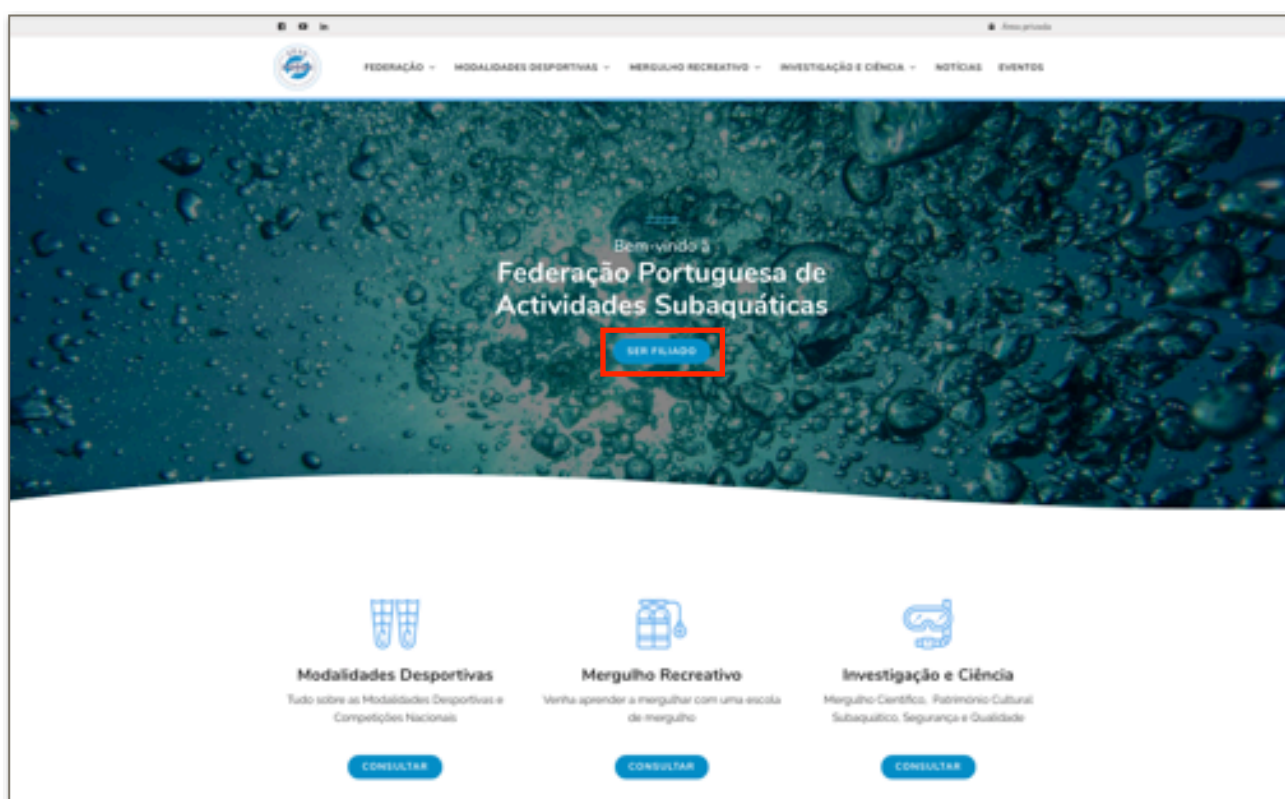 Área privada
FEDERAÇÃO MODALIDADES DESPORTIVAS MERGULHO RECREATIVO INVESTIGAÇÃO E CIÊNCIA NOTÍCIAS EVENTOS
Bem-vindo à
Federação Portuguesa de
Actividades Subaquáticas
SER FILIADO
Modalidades Desportivas
Tudo sobre as Modalidades Desportivas e
Competições Nacionais
CONSULTAR
Mergulho Recreativo
Venha aprender a mergulhar com uma escola
de mergulho
CONSULTAR
Investigação e Ciência
Mergulho Científico, Património Cultural
Subaquático, Segurança e Qualidade
CONSULTAR